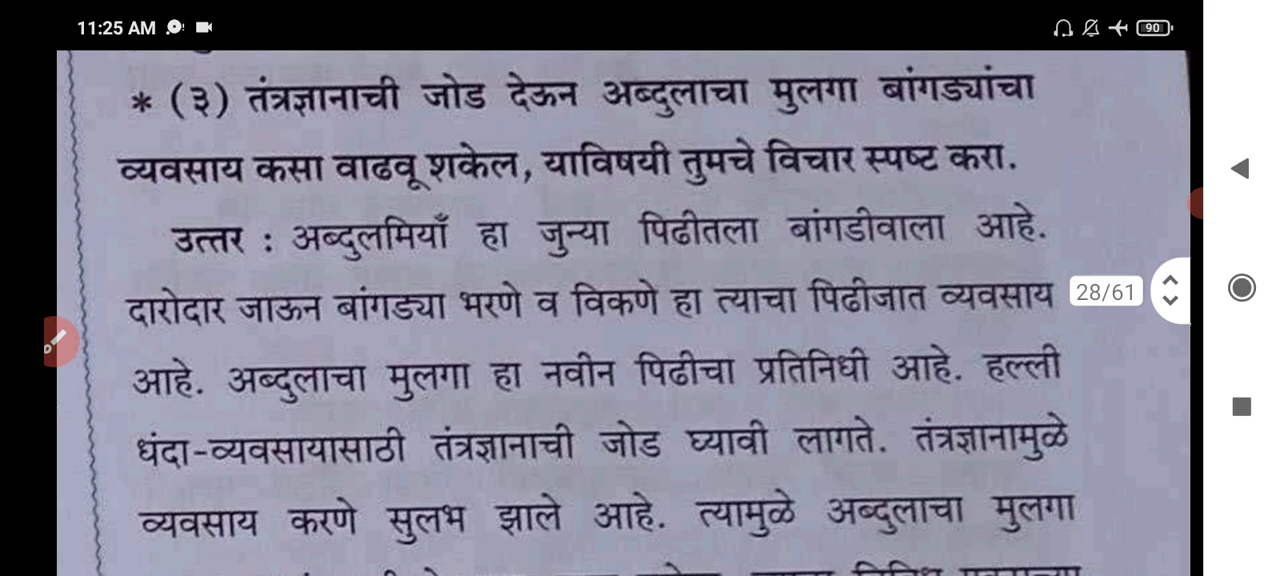 11:25 AM
90
* (३) तंत्रज्ञानाची जोड देऊन अब्दुलाचा मुलगा बांगड्यांचा
व्यवसाय कसा वाढवू शकेल, याविषयी तुमचे विचार स्पष्ट करा.
उत्तर : अब्दुलमियाँ हा जुन्या पिढीतला बांगडीवाला आहे.
दारोदार जाऊन बांगड्या भरणे व विकणे हा त्याचा पिढीजात व्यवसाय
28/61
आहे. अब्दुलाचा मुलगा हा नवीन पिढीचा प्रतिनिधी आहे. हल्ली
धंदा-व्यवसायासाठी तंत्रज्ञानाची जोड घ्यावी लागते. तंत्रज्ञानामुळे
व्यवसाय करणे सुलभ झाले आहे. त्यामुळे अब्दुलाचा मुलगा